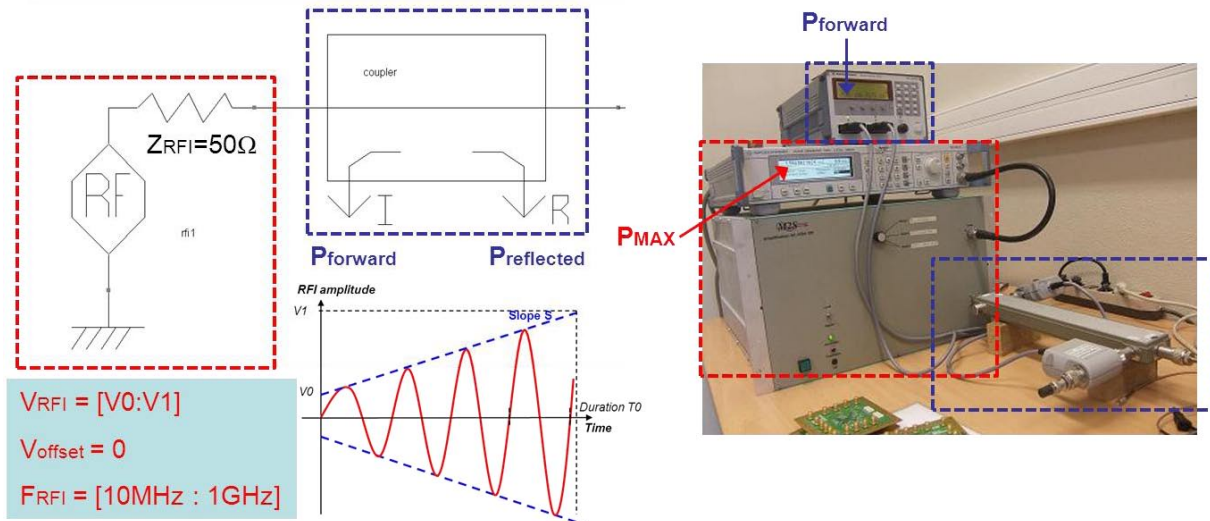 coupler
ZRFI=50Ω
RF
rfi1
I
R
Pforward
Preflected
RFI amplitude
V1
Slope S
V0
Duration T0
Time
VRFI = [V0:V1]
Voffset = 0
FRFI = [10MHz : 1GHz]
Pforward
PMAX
M2S